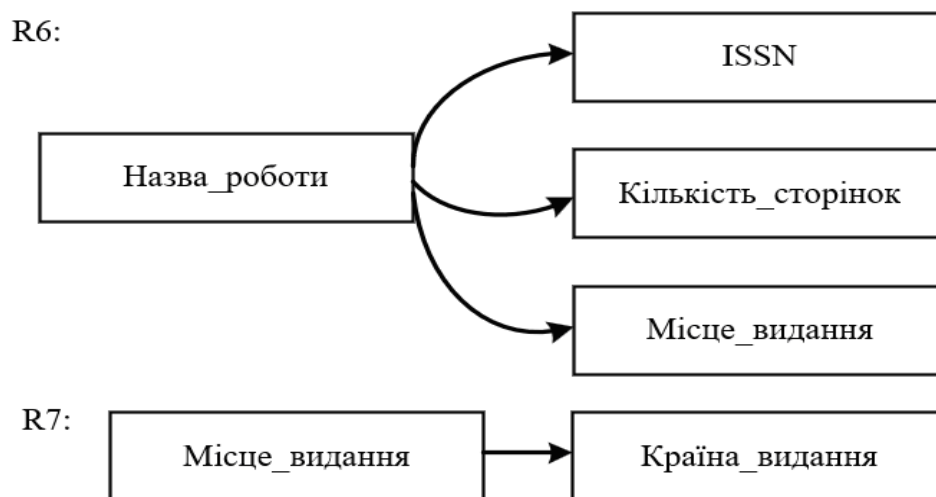 R6:
ISSN
Назва_роботи
Кількість_сторінок
Місце_видання
R7:
Місце_видання
Країна_видання